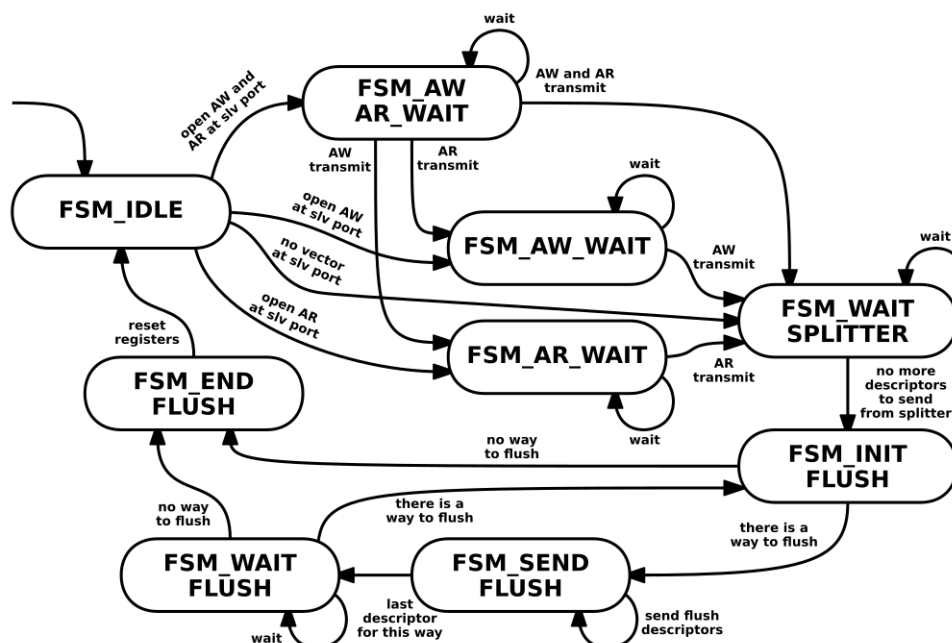 wait
FSM_AW
AR_WAIT
AW and AR
transmit
open AW and
AR at slv port
AW
transmit
AR
transmit
wait
FSM_IDLE
open AW
at slv port
FSM_AW_WAIT
no vector
at slv port
AW
transmit
wait
open AR
at slv port
FSM_WAIT
SPLITTER
reset
registers
FSM_AR_WAIT
AR
transmit
FSM_END
FLUSH
no more
descriptors
to send
from splitter
wait
no way
to flush
FSM_INIT
FLUSH
no way
to flush
there is a
way to flush
there is a
way to flush
FSM_WAIT
FLUSH
FSM_SEND
FLUSH
last
descriptor
for this way
send flush
descriptors
wait